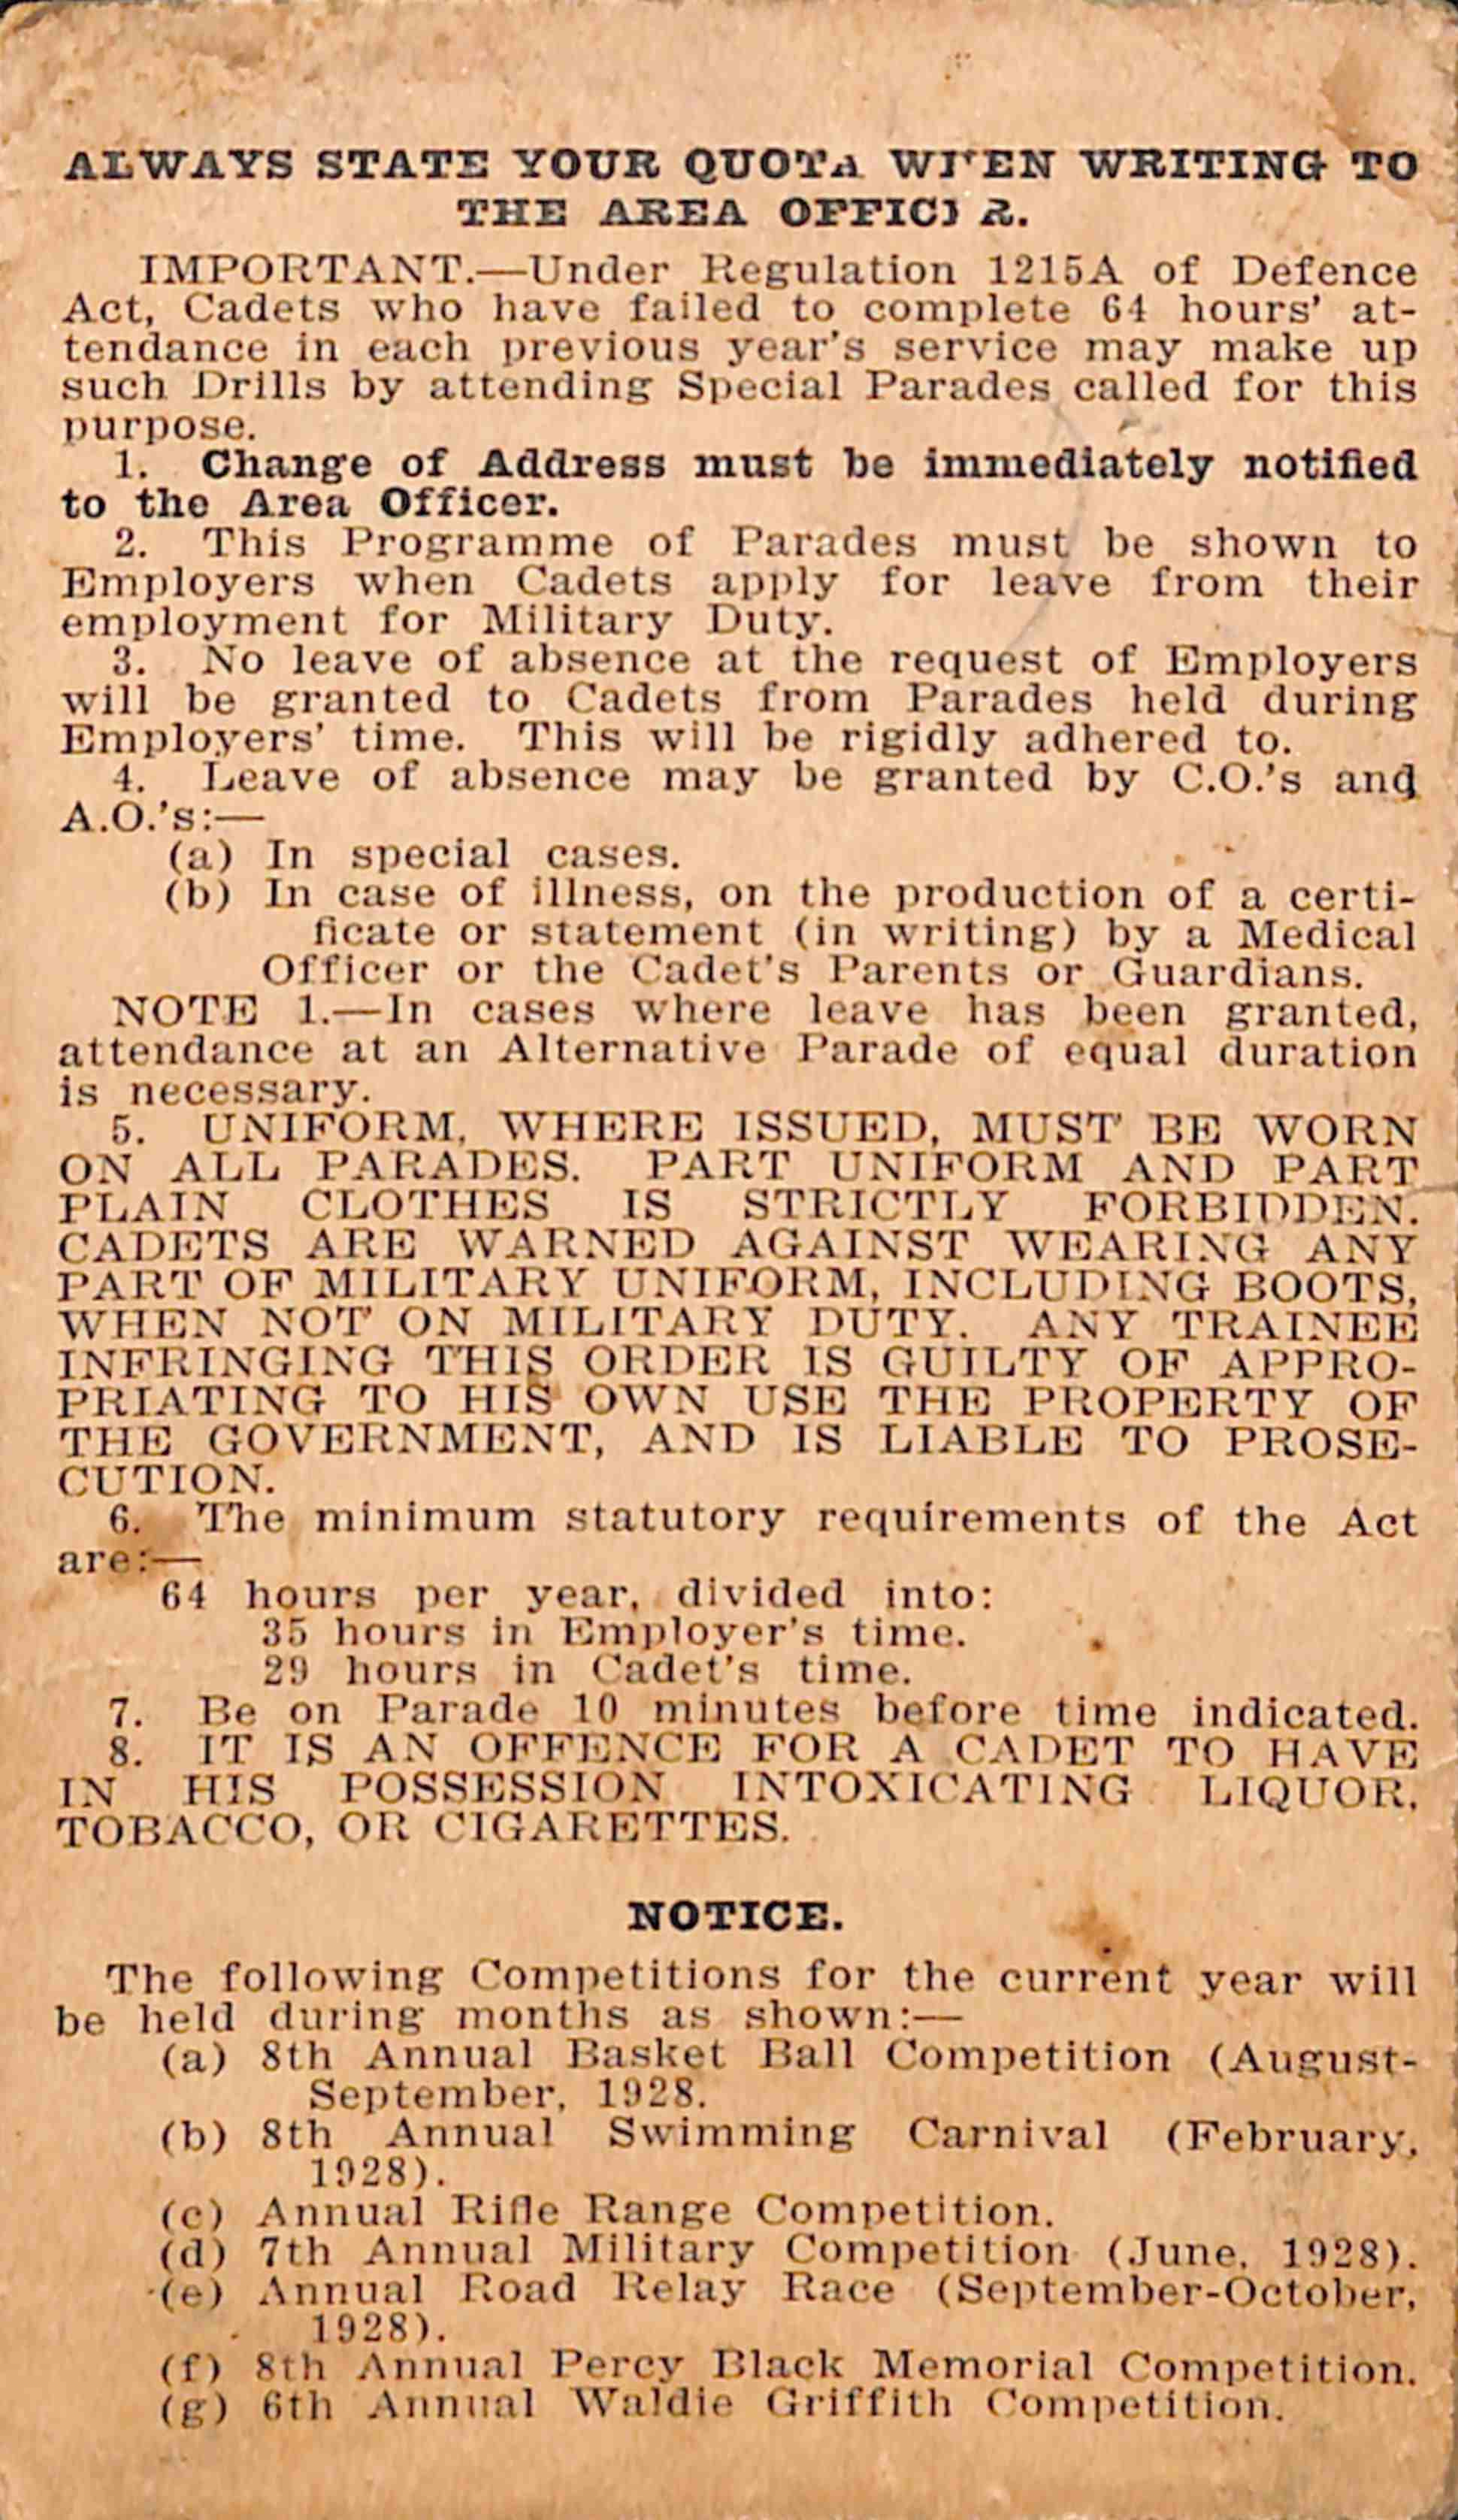 ALWAYS STATE YOUR QUOTA WHEN WRITING TO
THE AREA OFFICER.
IMPORTANT.—Under Regulation 1215A of Defence
Act, Cadets who have failed to complete 64 hours' at-
tendance in each previous year's service may make up
such Drills by attending Special Parades called for this
purpose.
1. Change of Address must be immediately notified
to the Area Officer.
2. This Programme of Parades must be shown to
Employers when Cadets apply for leave from their
employment for Military Duty.
3. No leave of absence at the request of Employers
will be granted to Cadets from Parades held during
Employers' time. This will be rigidly adhered to.
4. Leave of absence may be granted by C.O.'s and
A.O.'s:—
(a) In special cases.
(b) In case of illness, on the production of a certi-
ficate or statement (in writing) by a Medical
Officer or the Cadet's Parents or Guardians.
NOTE 1.—In cases where leave has been granted,
attendance at an Alternative Parade of equal duration
is necessary.
5. UNIFORM, WHERE ISSUED, MUST BE WORN
ON ALL PARADES. PART UNIFORM AND PART
PLAIN CLOTHES IS STRICTLY FORBIDDEN.
CADETS ARE WARNED AGAINST WEARING ANY
PART OF MILITARY UNIFORM, INCLUDING BOOTS,
WHEN NOT ON MILITARY DUTY. ANY TRAINEE
INFRINGING THIS ORDER IS GUILTY OF APPRO-
PRIATING TO HIS OWN USE THE PROPERTY OF
THE GOVERNMENT, AND IS LIABLE TO PROSE-
CUTION.
6. The minimum statutory requirements of the Act
are:—
64 hours per year, divided into:
35 hours in Employer's time.
29 hours in Cadet's time.
7. Be on Parade 10 minutes before time indicated.
8. IT IS AN OFFENCE FOR A CADET TO HAVE
IN HIS POSSESSION INTOXICATING LIQUOR,
TOBACCO, OR CIGARETTES.
NOTICE.
The following Competitions for the current year will
be held during months as shown:—
(a) 8th Annual Basket Ball Competition (August-
September, 1928.
(b) 8th Annual Swimming Carnival (February,
1928).
(c) Annual Rifle Range Competition.
(d) 7th Annual Military Competition (June, 1928).
(e) Annual Road Relay Race (September-October,
1928).
(f) 8th Annual Percy Black Memorial Competition.
(g) 6th Annual Waldie Griffith Competition.